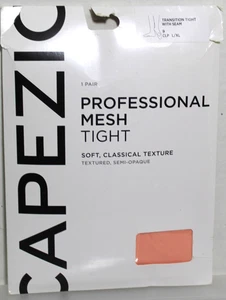 CAPEZIO
TRANSITION TIGHT
WITH SEAM
1 PAIR
PROFESSIONAL
MESH
TIGHT
SOFT, CLASSICAL TEXTURE
TEXTURED, SEMI-OPAQUE